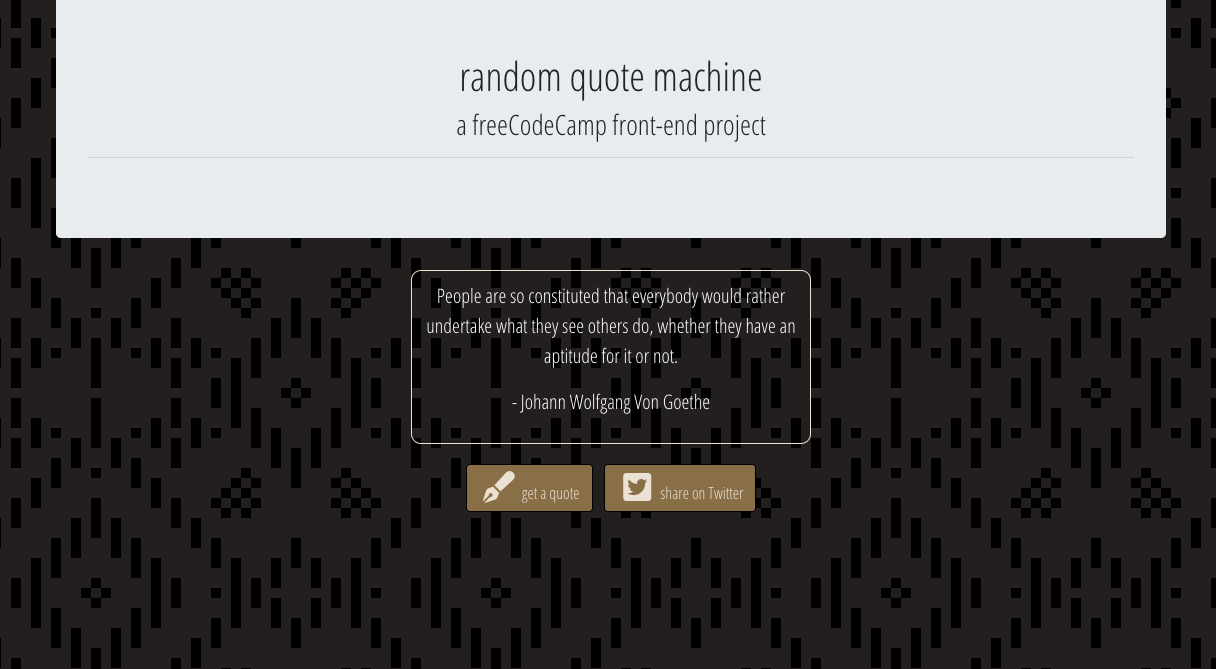 random quote machine
a freeCodeCamp front-end project
People are so constituted that everybody would rather
undertake what they see others do, whether they have an
aptitude for it or not.
- Johann Wolfgang Von Goethe
get a quote
share on Twitter